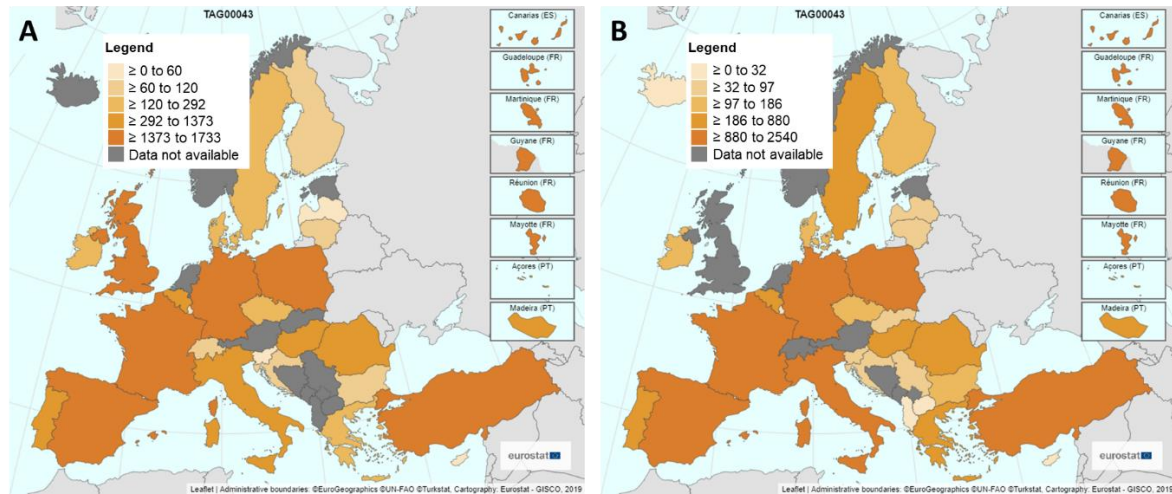 A
TAG00043
Legend
≥ 0 to 60
≥ 60 to 120
≥ 120 to 292
≥ 292 to 1373
≥ 1373 to 1733
Data not available
Canarias (ES)
Guadeloupe (FR)
Martinique (FR)
Guyane (FR)
Réunion (FR)
Mayotte (FR)
Açores (PT)
Madeira (PT)
eurostat
Leaflet | Administrative boundaries: ©EuroGeographics ©UN-FAO ©Turkstat, Cartography: Eurostat - GISCO, 2019
B
TAG00043
Legend
≥ 0 to 32
≥ 32 to 97
≥ 97 to 186
≥ 186 to 880
≥ 880 to 2540
Data not available
Canarias (ES)
Guadeloupe (FR)
Martinique (FR)
Guyane (FR)
Réunion (FR)
Mayotte (FR)
Açores (PT)
Madeira (PT)
eurostat
Leaflet | Administrative boundaries: ©EuroGeographics ©UN-FAO ©Turkstat, Cartography: Eurostat - GISCO, 2019